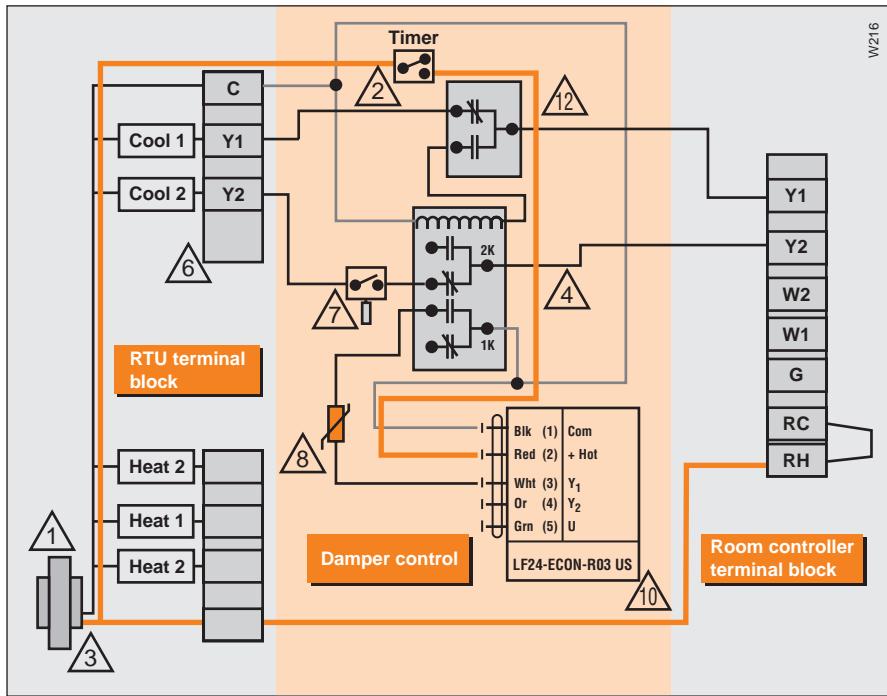 W216
Timer
2
12
C
Cool 1
Y1
Cool 2
Y2
6
7
2K
4
1K
Y1
Y2
W2
W1
G
RC
RH
RTU terminal
block
8
Blk (1) Com
Red (2) + Hot
Wht (3) Y₁
Or (4) Y₂
Grn (5) U
LF24-ECON-R03 US
10
Heat 2
Heat 1
Heat 2
1
3
Damper control
Room controller
terminal block